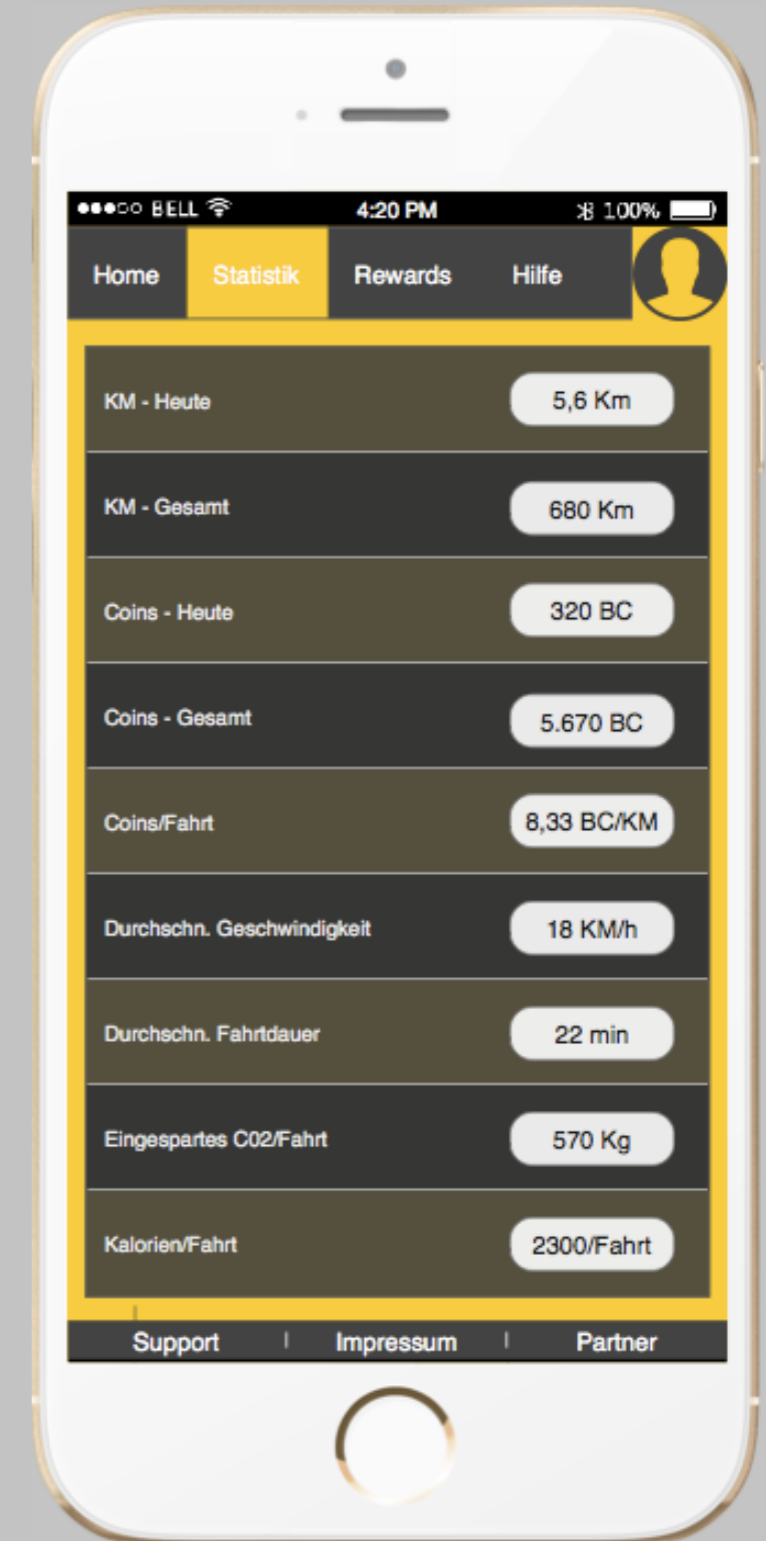 BELL 4:20 PM 100%
Home Statistik Rewards Hilfe
KM - Heute 5,6 Km
KM - Gesamt 680 Km
Coins - Heute 320 BC
Coins - Gesamt 5.670 BC
Coins/Fahrt 8,33 BC/KM
Durchschn. Geschwindigkeit 18 KM/h
Durchschn. Fahrtdauer 22 min
Eingespartes C02/Fahrt 570 Kg
Kalorien/Fahrt 2300/Fahrt
Support | Impressum | Partner